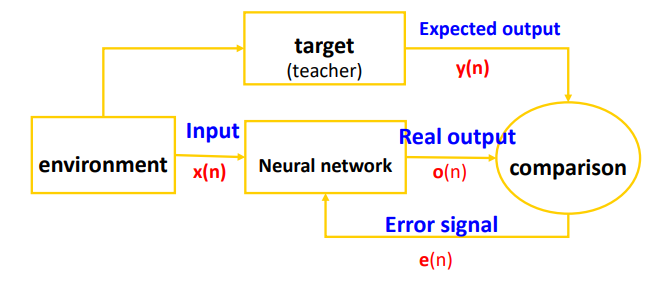 target
(teacher)
Expected output
y(n)
environment
Input
x(n)
Neural network
Real output
o(n)
comparison
Error signal
e(n)